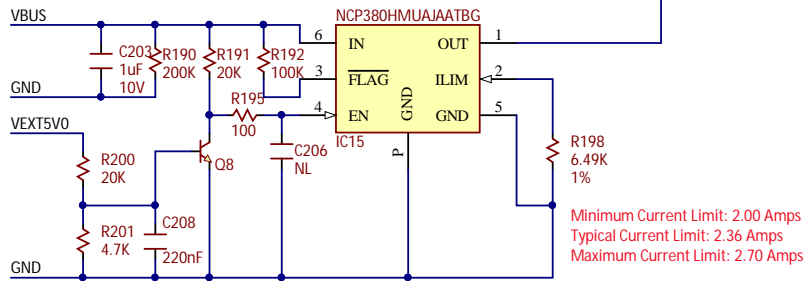 NCP380HMUAJAATBG
VBUS
C203
1uF
10V
R190
200K
R191
20K
R192
100K
6 IN OUT 1
3 FLAG ILIM 2
4 EN GND 5
GND
P
IC15
GND
R195
100
VEXT5V0
R200
20K
Q8
C206
NL
R198
6.49K
1%
R201
4.7K
C208
220nF
GND
Minimum Current Limit: 2.00 Amps
Typical Current Limit: 2.36 Amps
Maximum Current Limit: 2.70 Amps